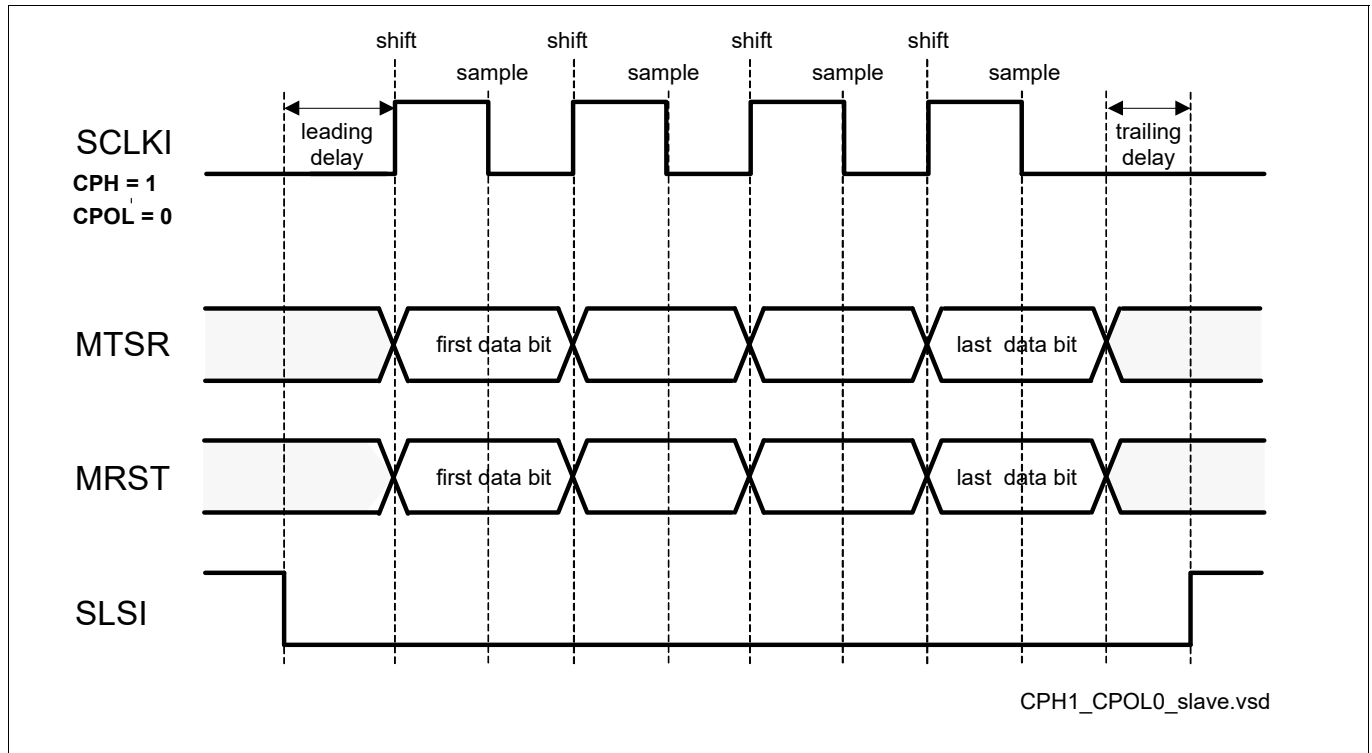 shift shift shift shift
sample sample sample sample
SCLKI
leading
delay
trailing
delay
CPH = 1
CPOL = 0
MTSR
first data bit
last data bit
MRST
first data bit
last data bit
SLSI
CPH1_CPOL0_slave.vsd